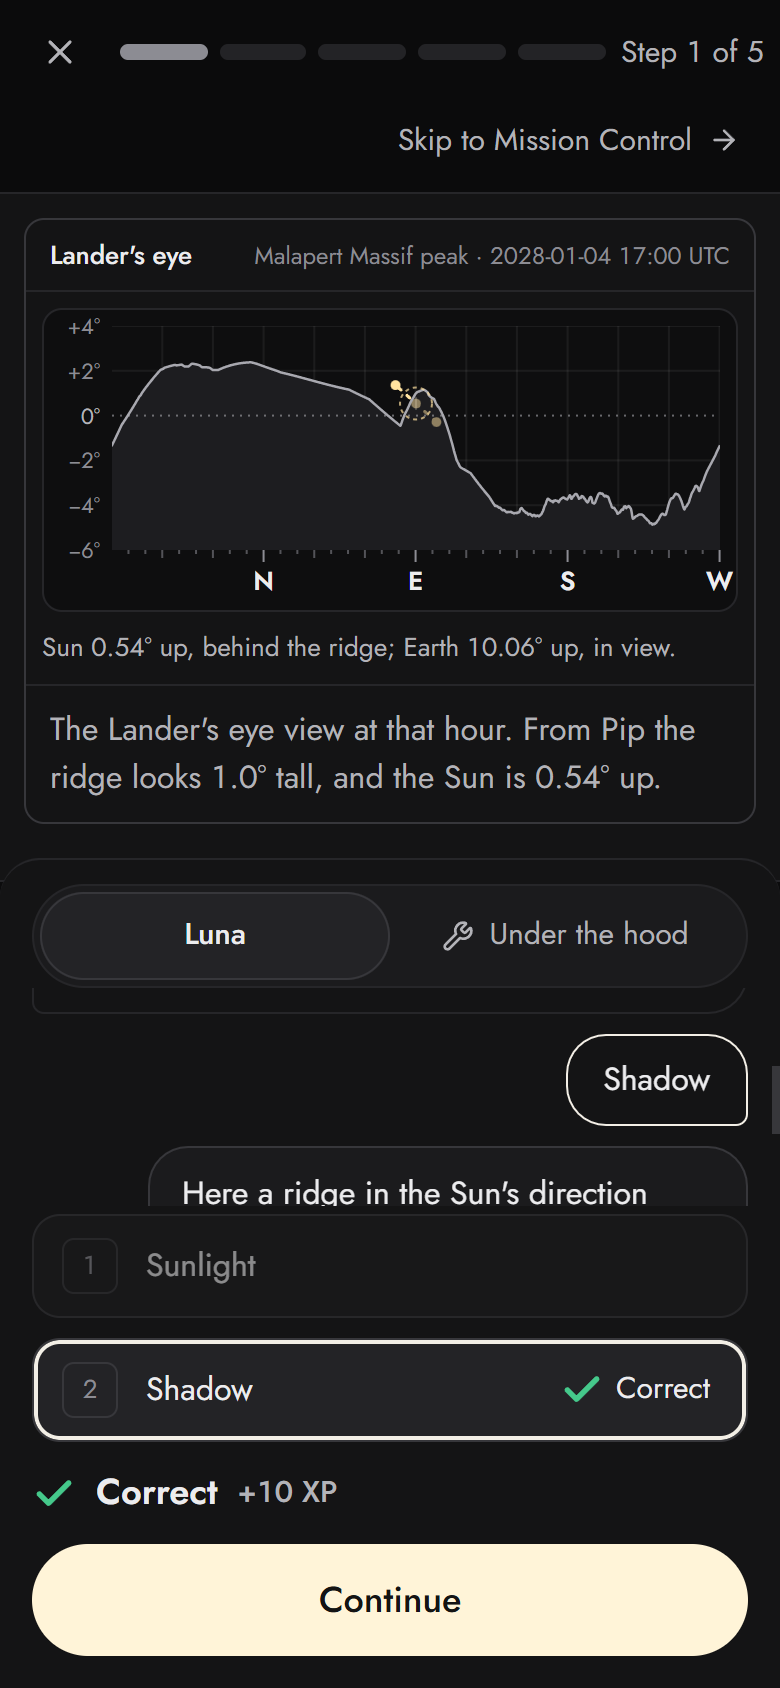 Step 1 of 5
Skip to Mission Control →
Lander's eye
Malapert Massif peak · 2028-01-04 17:00 UTC
+4°
+2°
0°
−2°
−4°
−6°
N E S W
Sun 0.54° up, behind the ridge; Earth 10.06° up, in view.
The Lander's eye view at that hour. From Pip the
ridge looks 1.0° tall, and the Sun is 0.54° up.
Luna
Under the hood
Shadow
Here a ridge in the Sun's direction
1 Sunlight
2 Shadow Correct
Correct +10 XP
Continue